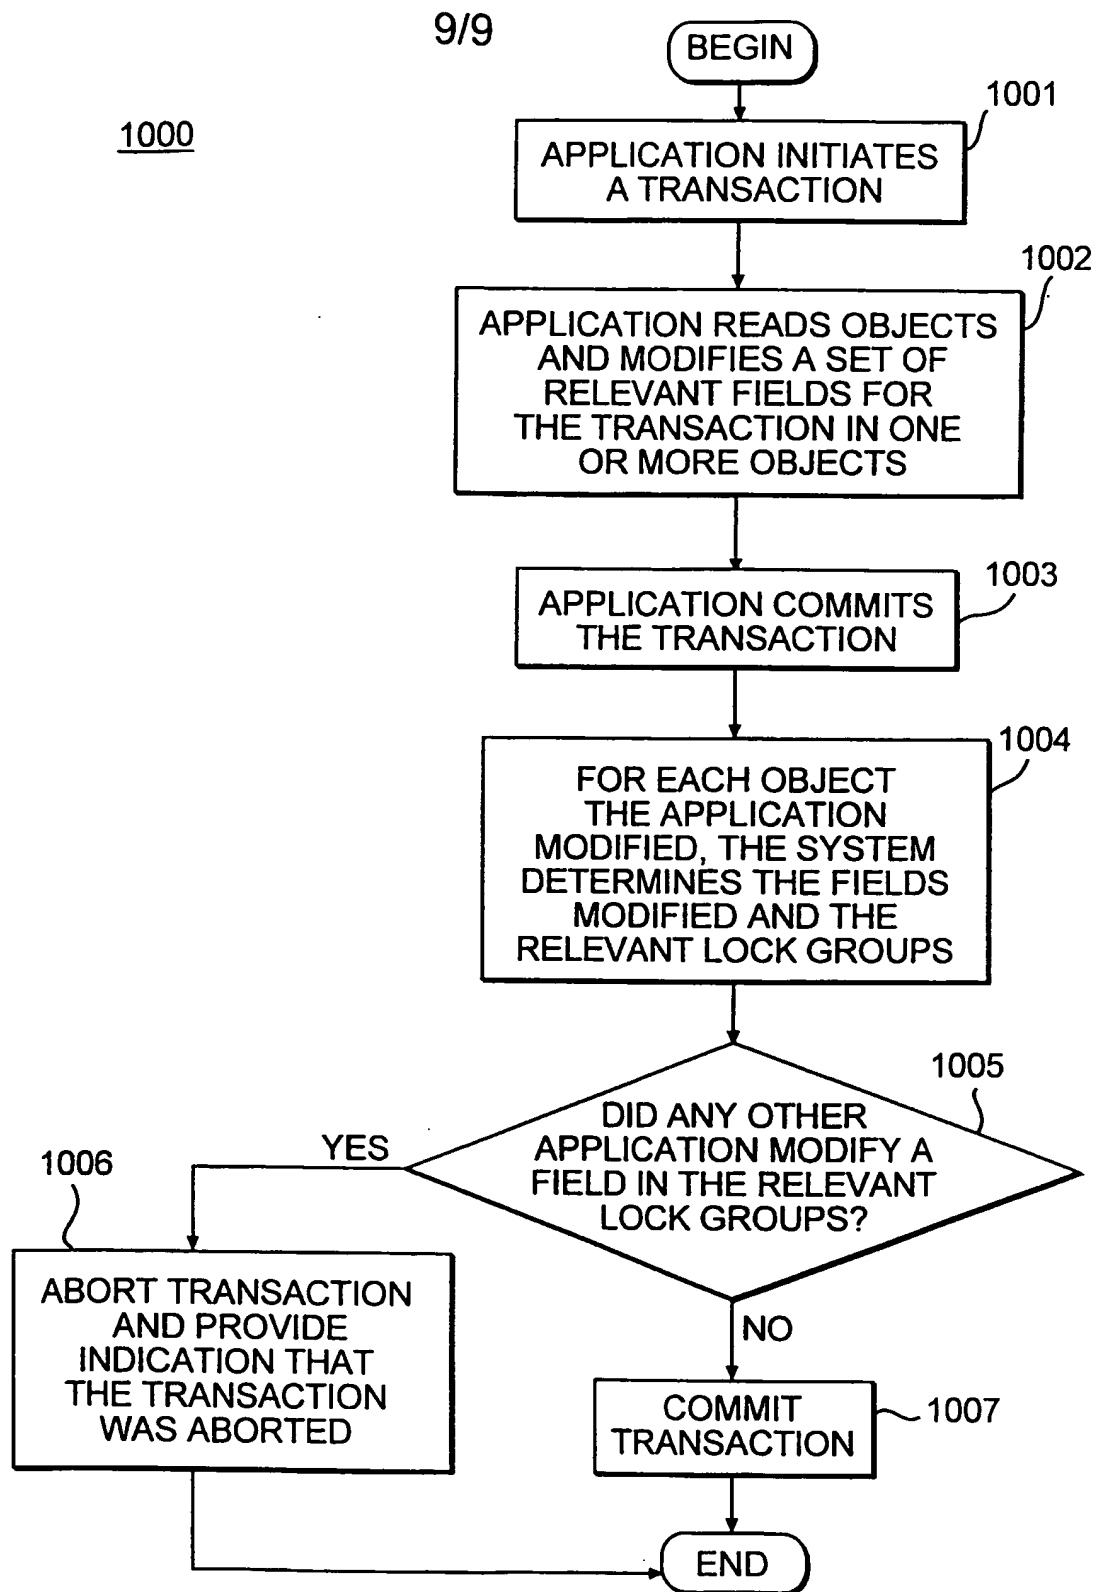 9/9
BEGIN
1000
1001
APPLICATION INITIATES
A TRANSACTION
1002
APPLICATION READS OBJECTS
AND MODIFIES A SET OF
RELEVANT FIELDS FOR
THE TRANSACTION IN ONE
OR MORE OBJECTS
1003
APPLICATION COMMITS
THE TRANSACTION
1004
FOR EACH OBJECT
THE APPLICATION
MODIFIED, THE SYSTEM
DETERMINES THE FIELDS
MODIFIED AND THE
RELEVANT LOCK GROUPS
1005
DID ANY OTHER
APPLICATION MODIFY A
FIELD IN THE RELEVANT
LOCK GROUPS?
YES
1006
ABORT TRANSACTION
AND PROVIDE
INDICATION THAT
THE TRANSACTION
WAS ABORTED
NO
COMMIT
TRANSACTION
1007
END